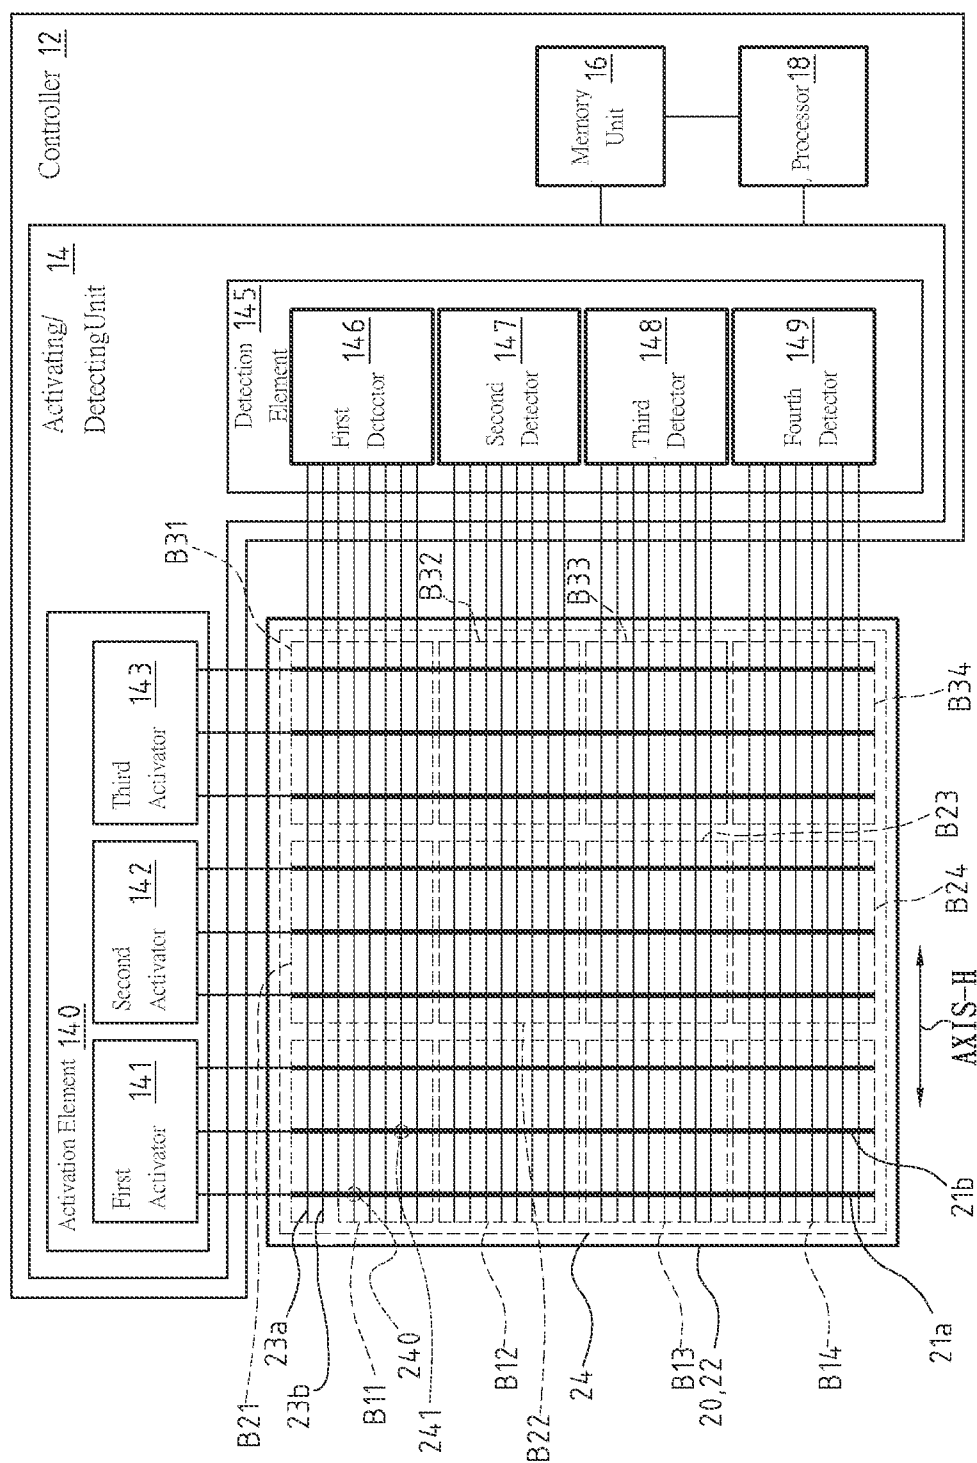 Controller 12
Activating/ 14
DetectingUnit
Memory 16
Unit
Processor 18
Detection 145
Element
First 146
Detector
Second 147
Detector
Third 148
Detector
Fourth 149
Detector
Activation Element 140
First 141
Activator
Second 142
Activator
Third 143
Activator
B31
B32
B33
B34
B23
B24
AXIS-H
21b
21a
B21
23a
23b
B11
240
241
B12
B22
24
B13
20,22
B14